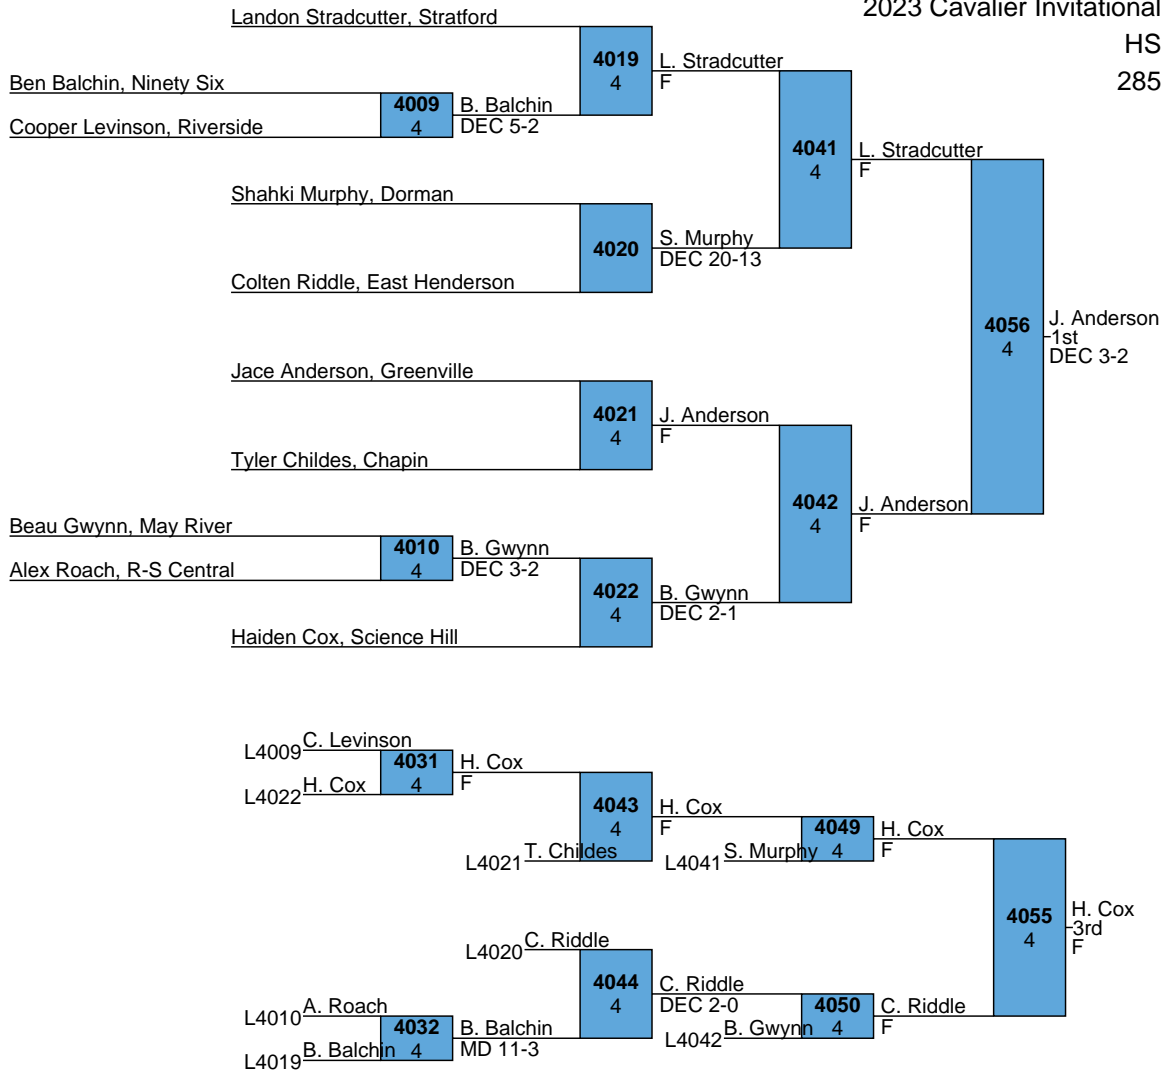 2023 Cavalier Invitational
HS
285
Landon Stradcutter, Stratford
4019
4
L. Stradcutter
F
Ben Balchin, Ninety Six
4009
4
B. Balchin
DEC 5-2
Cooper Levinson, Riverside
4041
4
L. Stradcutter
F
Shahki Murphy, Dorman
4020
S. Murphy
DEC 20-13
Colten Riddle, East Henderson
4056
4
J. Anderson
1st
DEC 3-2
Jace Anderson, Greenville
4021
4
J. Anderson
F
Tyler Childes, Chapin
4042
4
J. Anderson
F
Beau Gwynn, May River
4010
4
B. Gwynn
DEC 3-2
Alex Roach, R-S Central
4022
4
B. Gwynn
DEC 2-1
Haiden Cox, Science Hill
L4009 C. Levinson
4031
4
H. Cox
F
L4022 H. Cox
4043
4
H. Cox
F
L4021 T. Childes
L4041 S. Murphy
4049
4
H. Cox
F
4055
4
H. Cox
3rd
F
L4020 C. Riddle
4044
4
C. Riddle
DEC 2-0
L4042 B. Gwynn
4050
4
C. Riddle
F
L4010 A. Roach
4032
4
B. Balchin
MD 11-3
L4019 B. Balchin